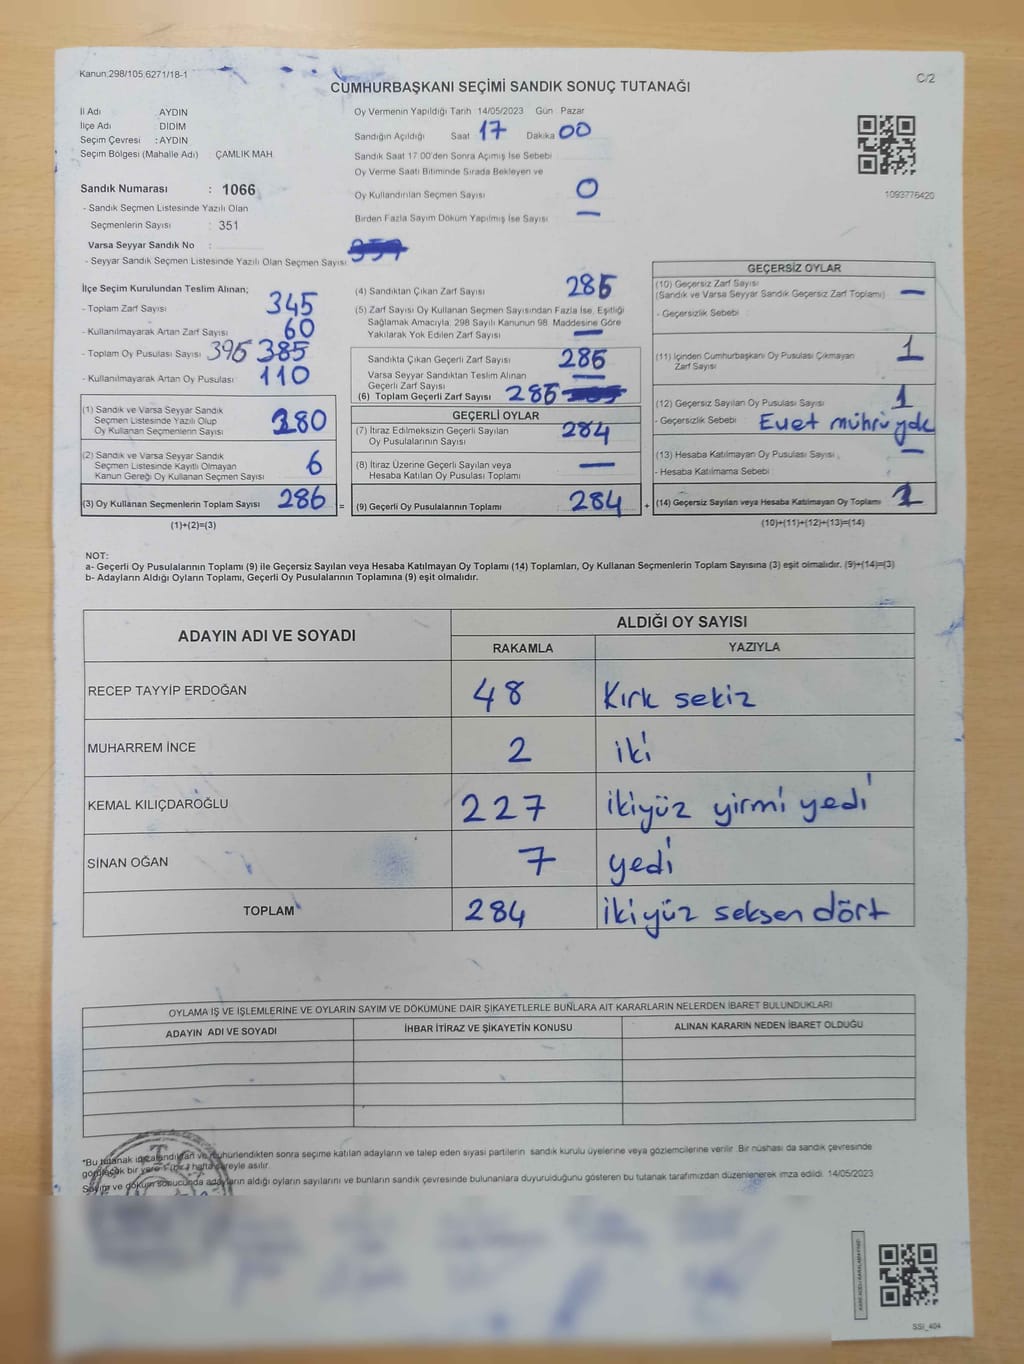 Kanun:298/105;6271/18-1
C/2
CUMHURBAŞKANI SEÇİMİ SANDIK SONUÇ TUTANAĞI
İl Adı AYDIN
İlçe Adı DİDİM
Seçim Çevresi : AYDIN
Seçim Bölgesi (Mahalle Adı) ÇAMLIK MAH.
Sandık Numarası : 1066
- Sandık Seçmen Listesinde Yazılı Olan
Seçmenlerin Sayısı : 351
Varsa Seyyar Sandık No :
- Seyyar Sandık Seçmen Listesinde Yazılı Olan Seçmen Sayısı:
Oy Vermenin Yapıldığı Tarih 14/05/2023 Gün Pazar
Sandığın Açıldığı Saat 17 Dakika 00
Sandık Saat 17:00'den Sonra Açımış İse Sebebi
Oy Verme Saati Bitiminde Sırada Bekleyen ve
Oy Kullandırılan Seçmen Sayısı 0
Birden Fazla Sayım Döküm Yapılmış İse Sayısı —
1093776420
İlçe Seçim Kurulundan Teslim Alınan;
- Toplam Zarf Sayısı 345
- Kullanılmayarak Artan Zarf Sayısı 60
- Toplam Oy Pusulası Sayısı 395 385
- Kullanılmayarak Artan Oy Pusulası 110
(1) Sandık ve Varsa Seyyar Sandık
Seçmen Listesinde Yazılı Olup
Oy Kullanan Seçmenlerin Sayısı 280
(2) Sandık ve Varsa Seyyar Sandık
Seçmen Listesinde Kayıtlı Olmayan
Kanun Gereği Oy Kullanan Seçmen Sayısı 6
(3) Oy Kullanan Seçmenlerin Toplam Sayısı 286 =
(1)+(2)=(3)
(4) Sandıktan Çıkan Zarf Sayısı
(5) Zarf Sayısı Oy Kullanan Seçmen Sayısından Fazla İse, Eşitliği
Sağlamak Amacıyla, 298 Sayılı Kanunun 98. Maddesine Göre
Yakılarak Yok Edilen Zarf Sayısı —
Sandıkta Çıkan Geçerli Zarf Sayısı 286
Varsa Seyyar Sandıktan Teslim Alınan
Geçerli Zarf Sayısı —
(6) Toplam Geçerli Zarf Sayısı 286
GEÇERLİ OYLAR
(7) İtiraz Edilmeksizin Geçerli Sayılan
Oy Pusulalarının Sayısı 284
(8) İtiraz Üzerine Geçerli Sayılan veya
Hesaba Katılan Oy Pusulası Toplamı —
(9) Geçerli Oy Pusulalarının Toplamı 284 +
GEÇERSİZ OYLAR
(10) Geçersiz Zarf Sayısı
(Sandık ve Varsa Seyyar Sandık Geçersiz Zarf Toplamı) —
- Geçersizlik Sebebi
(11) İçinden Cumhurbaşkanı Oy Pusulası Çıkmayan
Zarf Sayısı 1
(12) Geçersiz Sayılan Oy Pusulası Sayısı 1
- Geçersizlik Sebebi Evet mührü yok
(13) Hesaba Katılmayan Oy Pusulası Sayısı —
- Hesaba Katılmama Sebebi
(14) Geçersiz Sayılan veya Hesaba Katılmayan Oy Toplamı 2
(10)+(11)+(12)+(13)=(14)
NOT:
a- Geçerli Oy Pusulalarının Toplamı (9) ile Geçersiz Sayılan veya Hesaba Katılmayan Oy Toplamı (14) Toplamları, Oy Kullanan Seçmenlerin Toplam Sayısına (3) eşit olmalıdır. (9)+(14)=(3)
b- Adayların Aldığı Oyların Toplamı, Geçerli Oy Pusulalarının Toplamına (9) eşit olmalıdır.
ADAYIN ADI VE SOYADI ALDIĞI OY SAYISI
RAKAMLA YAZIYLA
RECEP TAYYİP ERDOĞAN 48 Kırk sekiz
MUHARREM İNCE 2 iki
KEMAL KILIÇDAROĞLU 227 ikiyüz yirmi yedi
SİNAN OĞAN 7 yedi
TOPLAM 284 ikiyüz seksen dört
OYLAMA İŞ VE İŞLEMLERİNE VE OYLARIN SAYIM VE DÖKÜMÜNE DAİR ŞİKAYETLERLE BUNLARA AİT KARARLARIN NELERDEN İBARET BULUNDUKLARI
ADAYIN ADI VE SOYADI İHBAR İTİRAZ VE ŞİKAYETİN KONUSU ALINAN KARARIN NEDEN İBARET OLDUĞU
*Bu tutanak imzalandıktan ve mühürlendikten sonra seçime katılan adayların ve talep eden siyasi partilerin sandık kurulu üyelerine veya gözlemcilerine verilir. Bir nüshası da sandık çevresinde
görülecek bir yere 1 (bir) hafta süreyle asılır.
Sayım ve döküm sonucunda adayların aldığı oyların sayılarını ve bunların sandık çevresinde bulunanlara duyurulduğunu gösteren bu tutanak tarafımızdan düzenlenerek imza edildi. 14/05/2023
SSI_404